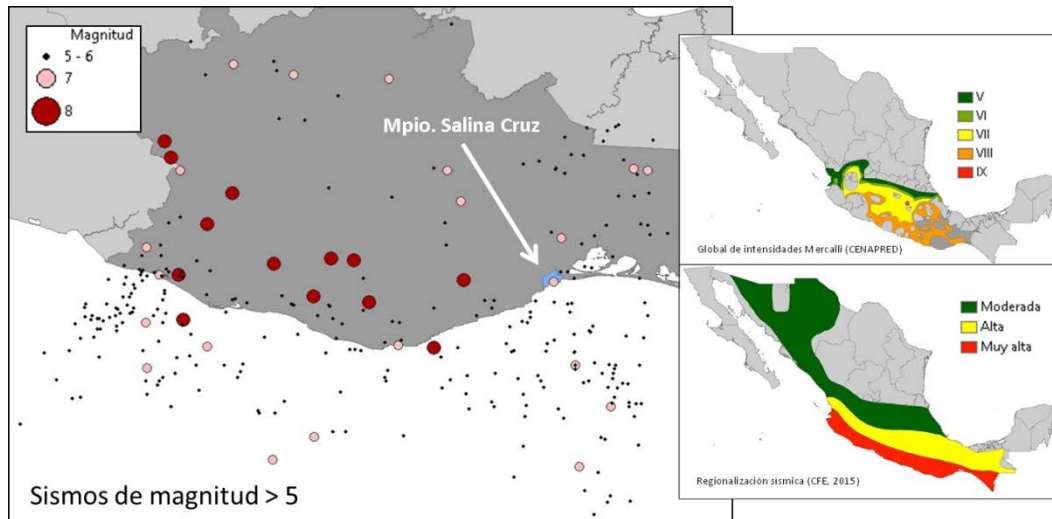 Magnitud
5 - 6
7
8
Mpio. Salina Cruz
Sismos de magnitud > 5
V
VI
VII
VIII
IX
Global de intensidades Mercalli (CENAPRED)
Moderada
Alta
Muy alta
Regionalización sísmica (CFE, 2015)